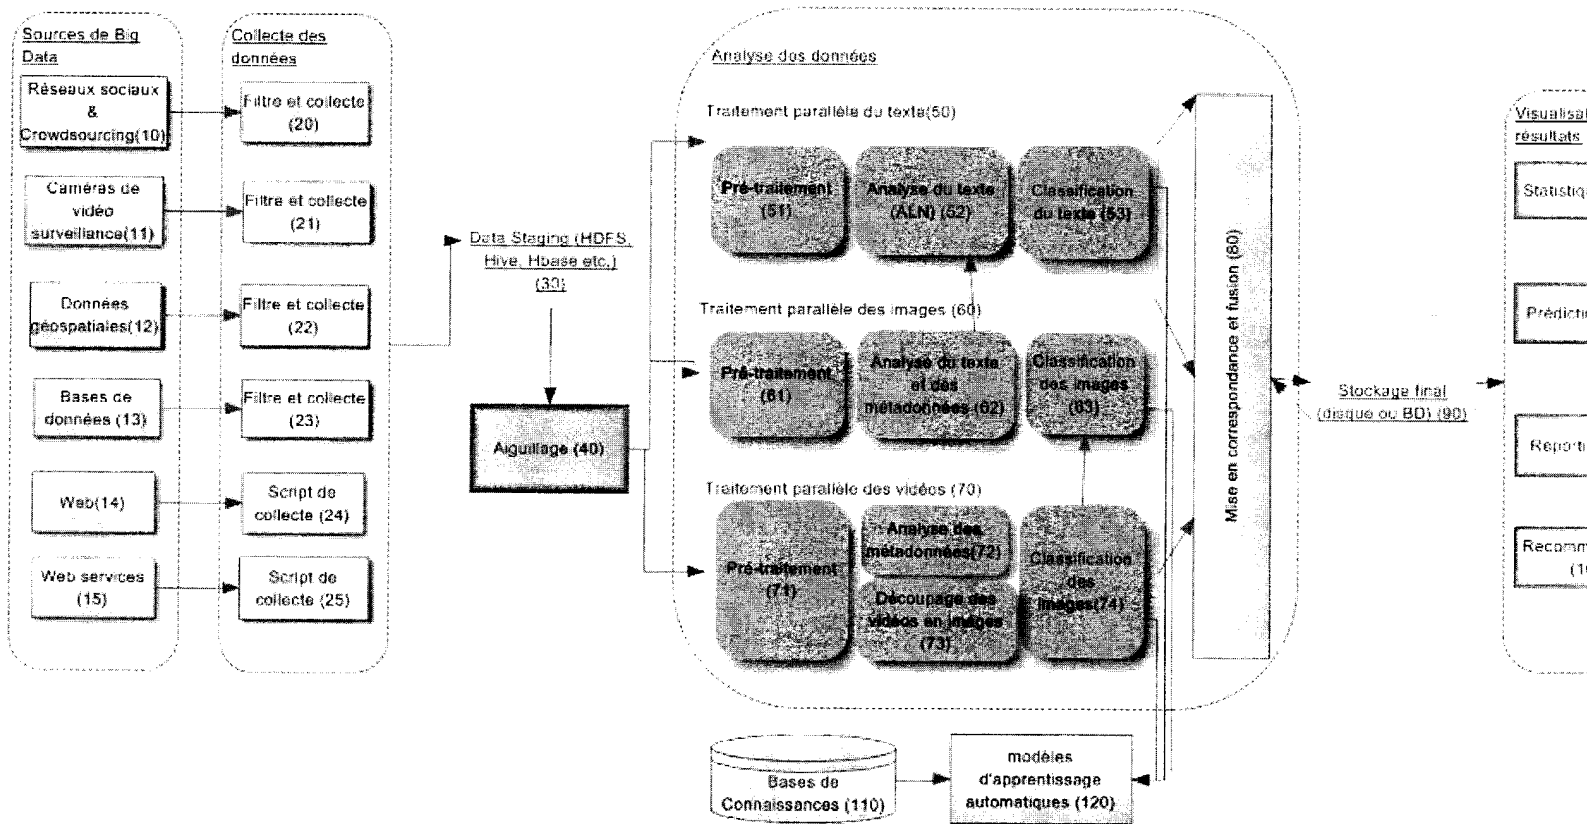 Sources de Big
Data
Réseaux sociaux
&
Crowdsourcing(10)
Caméras de
vidéo
surveillance(11)
Données
géospatiales(12)
Bases de
données (13)
Web(14)
Web services
(15)
Collecte des
données
Filtre et collecte
(20)
Filtre et collecte
(21)
Filtre et collecte
(22)
Filtre et collecte
(23)
Script de
collecte (24)
Script de
collecte (25)
Data Staging (HDFS,
Hive, Hbase etc.)
(30)
Aiguillage (40)
Analyse des données
Traitement parallèle du texte(50)
Pré-traitement
(51)
Analyse du texte
(ALN) (52)
Classification
du texte (53)
Traitement parallèle des images (60)
Pré-traitement
(61)
Analyse du texte
et des
métadonnées (62)
Classification
des images
(63)
Traitement parallèle des vidéos (70)
Pré-traitement
(71)
Analyse des
métadonnées(72)
Découpage des
vidéos en images
(73)
Classification
des
images(74)
Mise en correspondance et fusion (80)
Stockage final
(disque ou BD) (90)
Visualisa
résultats
Statistiq
Prédicti
Reporti
Recomm
(1
Bases de
Connaissances (110)
modèles
d'apprentissage
automatiques (120)